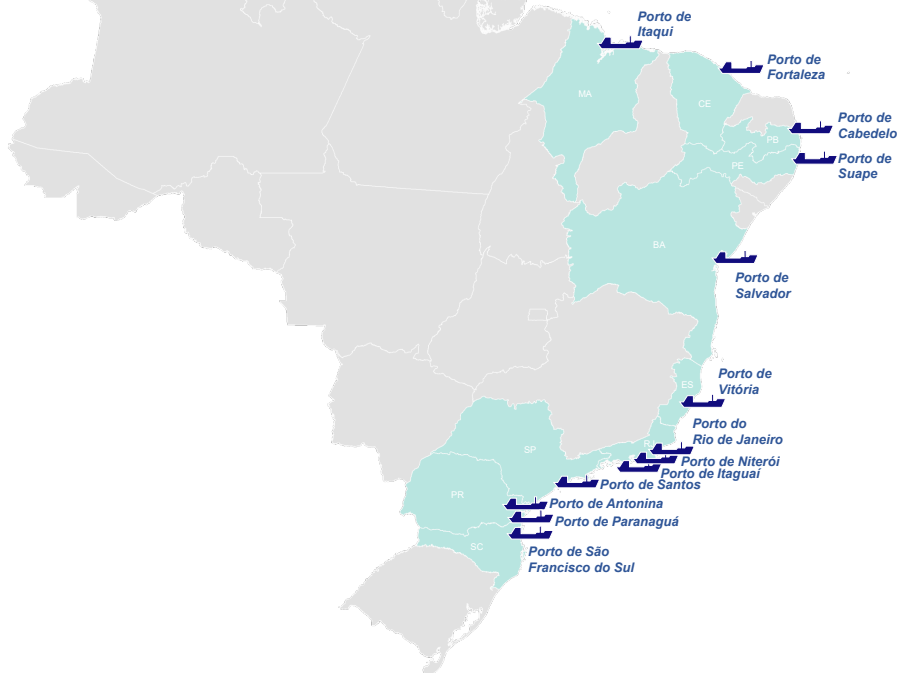 Porto de
Itaqui
Porto de
Fortaleza
MA
CE
Porto de
Cabedelo
PB
Porto de
Suape
PE
BA
Porto de
Salvador
Porto de
Vitória
ES
Porto do
Rio de Janeiro
RJ
SP
Porto de Niterói
Porto de Itaguaí
Porto de Santos
PR
Porto de Antonina
Porto de Paranaguá
SC
Porto de São
Francisco do Sul